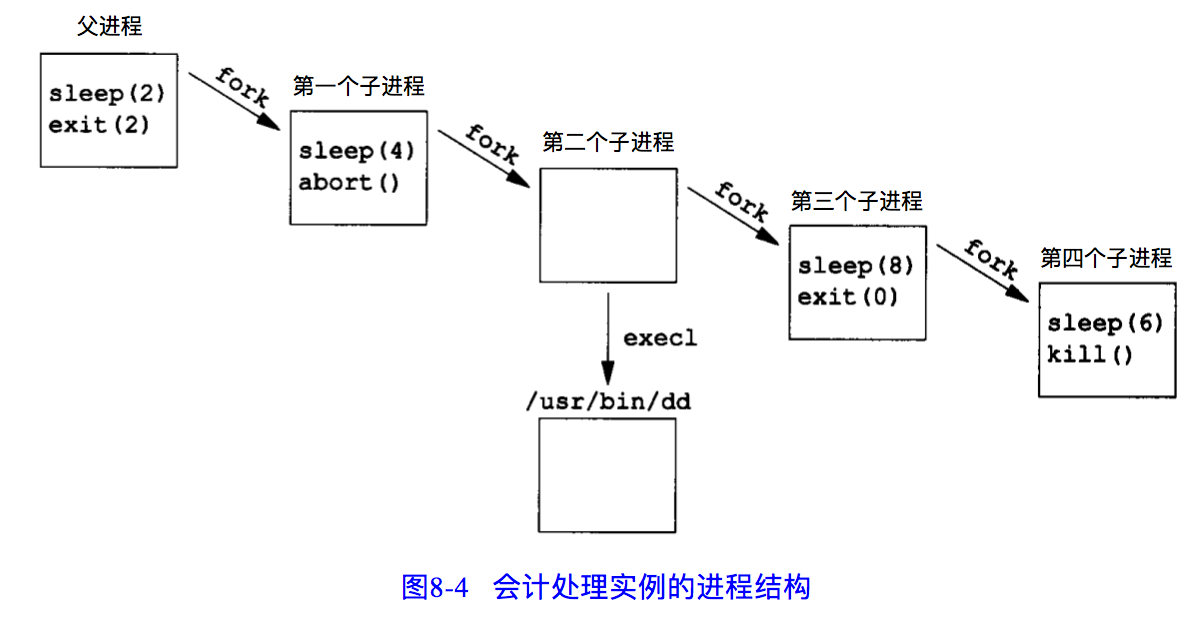 父进程
sleep(2)
exit(2)
fork
第一个子进程
sleep(4)
abort()
fork
第二个子进程
fork
第三个子进程
sleep(8)
exit(0)
fork
第四个子进程
sleep(6)
kill()
execl
/usr/bin/dd
图8-4 会计处理实例的进程结构